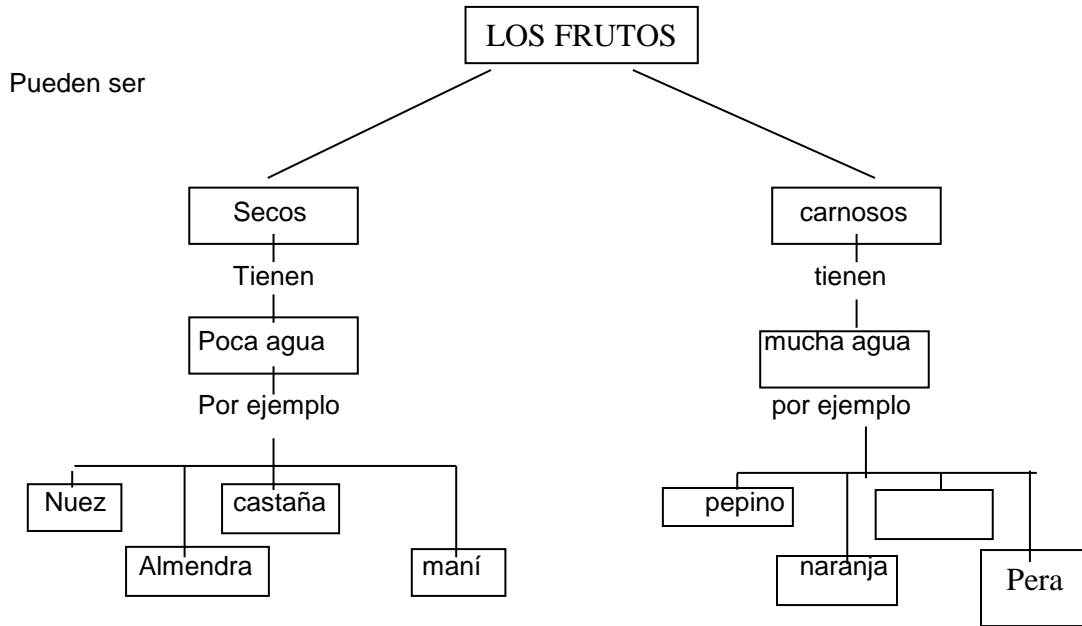 LOS FRUTOS
Pueden ser
Secos
carnosos
Tienen
tienen
Poca agua
mucha agua
Por ejemplo
por ejemplo
Nuez
castaña
pepino
Almendra
maní
naranja
Pera